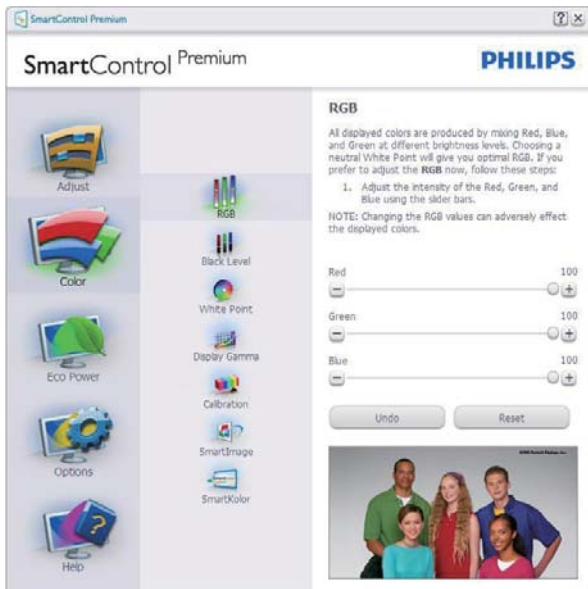 SmartControl Premium
SmartControl Premium
PHILIPS
Adjust
Color
Eco Power
Options
Help
RGB
Black Level
White Point
Display Gamma
Calibration
SmartImage
SmartKolor
RGB
All displayed colors are produced by mixing Red, Blue,
and Green at different brightness levels. Choosing a
neutral White Point will give you optimal RGB. If you
prefer to adjust the RGB now, follow these steps:
1. Adjust the intensity of the Red, Green, and
Blue using the slider bars.
NOTE: Changing the RGB values can adversely effect
the displayed colors.
Red 100
Green 100
Blue 100
Undo Reset